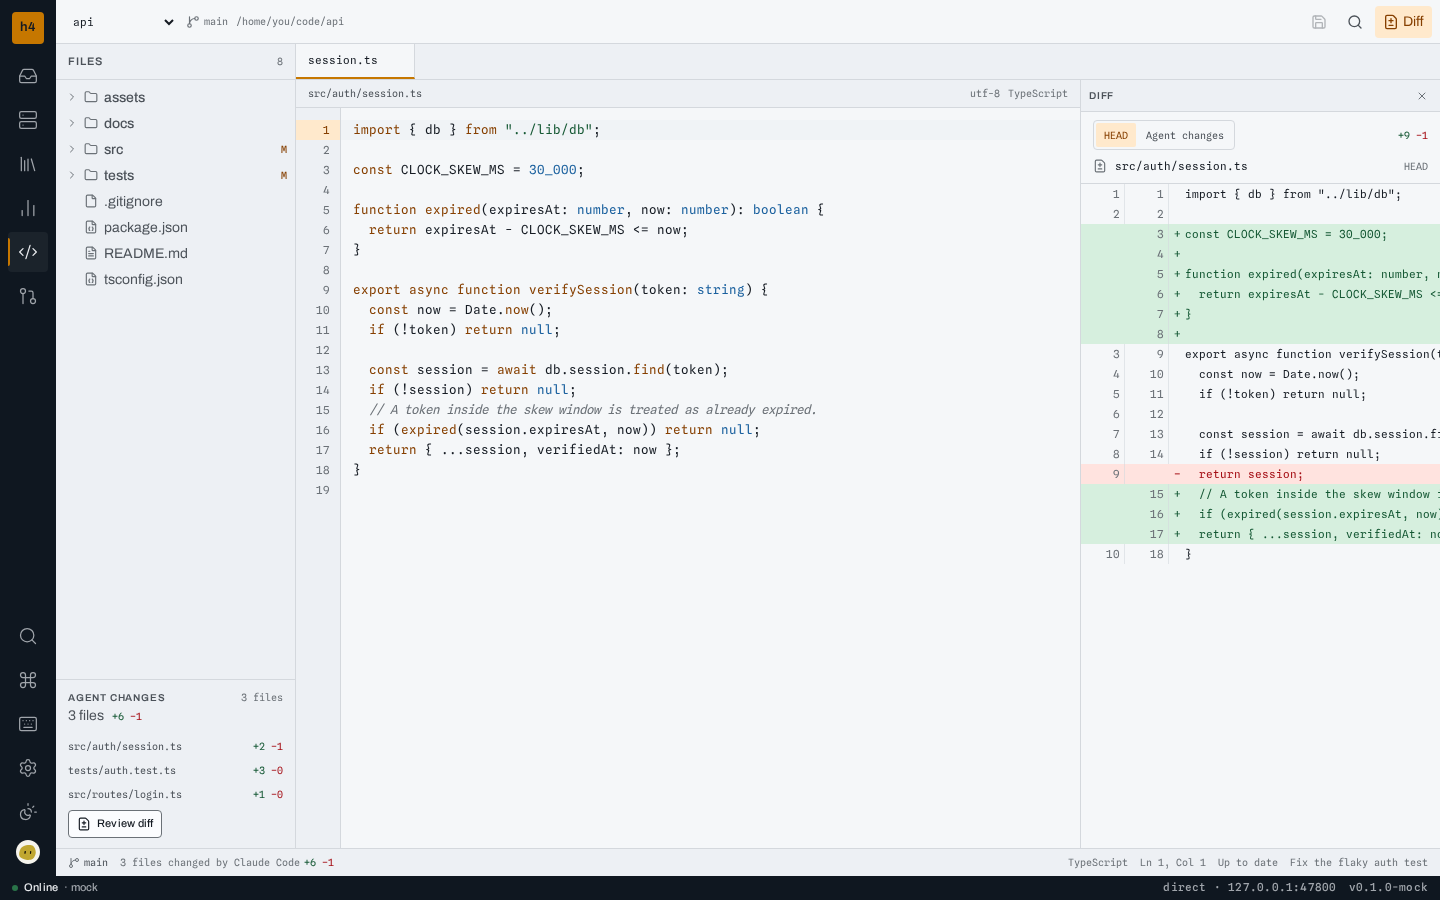 h4
api
main /home/you/code/api
Diff
FILES 8
assets
docs
src M
tests M
.gitignore
package.json
README.md
tsconfig.json
AGENT CHANGES 3 files
3 files +6 −1
src/auth/session.ts +2 −1
tests/auth.test.ts +3 −0
src/routes/login.ts +1 −0
Review diff
session.ts
src/auth/session.ts utf-8 TypeScript
1 import { db } from "../lib/db";
2
3 const CLOCK_SKEW_MS = 30_000;
4
5 function expired(expiresAt: number, now: number): boolean {
6   return expiresAt - CLOCK_SKEW_MS <= now;
7 }
8
9 export async function verifySession(token: string) {
10   const now = Date.now();
11   if (!token) return null;
12
13   const session = await db.session.find(token);
14   if (!session) return null;
15   // A token inside the skew window is treated as already expired.
16   if (expired(session.expiresAt, now)) return null;
17   return { ...session, verifiedAt: now };
18 }
19
DIFF
HEAD Agent changes +9 −1
src/auth/session.ts HEAD
1 1 import { db } from "../lib/db";
2 2
3 + const CLOCK_SKEW_MS = 30_000;
4 +
5 + function expired(expiresAt: number,
6 +   return expiresAt - CLOCK_SKEW_MS
7 + }
8 +
3 9 export async function verifySession(
4 10   const now = Date.now();
5 11   if (!token) return null;
6 12
7 13   const session = await db.session.
8 14   if (!session) return null;
9 −   return session;
15 +   // A token inside the skew window
16 +   if (expired(session.expiresAt, now)
17 +   return { ...session, verifiedAt:
10 18 }
main 3 files changed by Claude Code +6 −1
TypeScript Ln 1, Col 1 Up to date Fix the flaky auth test
Online · mock
direct · 127.0.0.1:47800 v0.1.0-mock